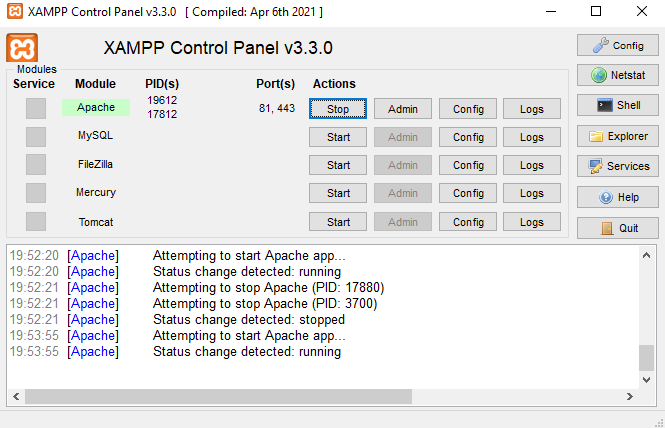 XAMPP Control Panel v3.3.0 [ Compiled: Apr 6th 2021 ]
XAMPP Control Panel v3.3.0
Config
Modules
Service Module PID(s) Port(s) Actions
Netstat
Apache 19612 17812 81, 443 Stop Admin Config Logs
Shell
MySQL Start Admin Config Logs
Explorer
FileZilla Start Admin Config Logs
Services
Mercury Start Admin Config Logs
Help
Tomcat Start Admin Config Logs
Quit
19:52:20 [Apache] Attempting to start Apache app...
19:52:20 [Apache] Status change detected: running
19:52:21 [Apache] Attempting to stop Apache (PID: 17880)
19:52:21 [Apache] Attempting to stop Apache (PID: 3700)
19:52:21 [Apache] Status change detected: stopped
19:53:55 [Apache] Attempting to start Apache app...
19:53:55 [Apache] Status change detected: running